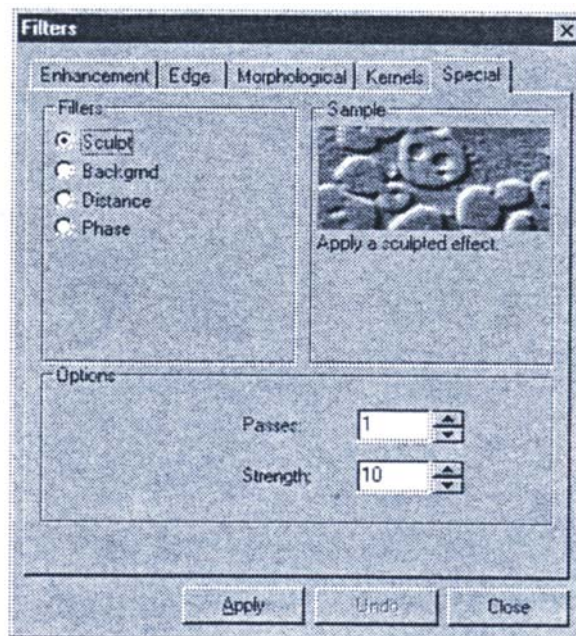 Filters
Enhancement Edge Morphological Kernels Special
Filters
Sculpt
Backgrnd
Distance
Phase
Sample
Apply a sculpted effect.
Options
Passes: 1
Strength: 10
Apply Undo Close